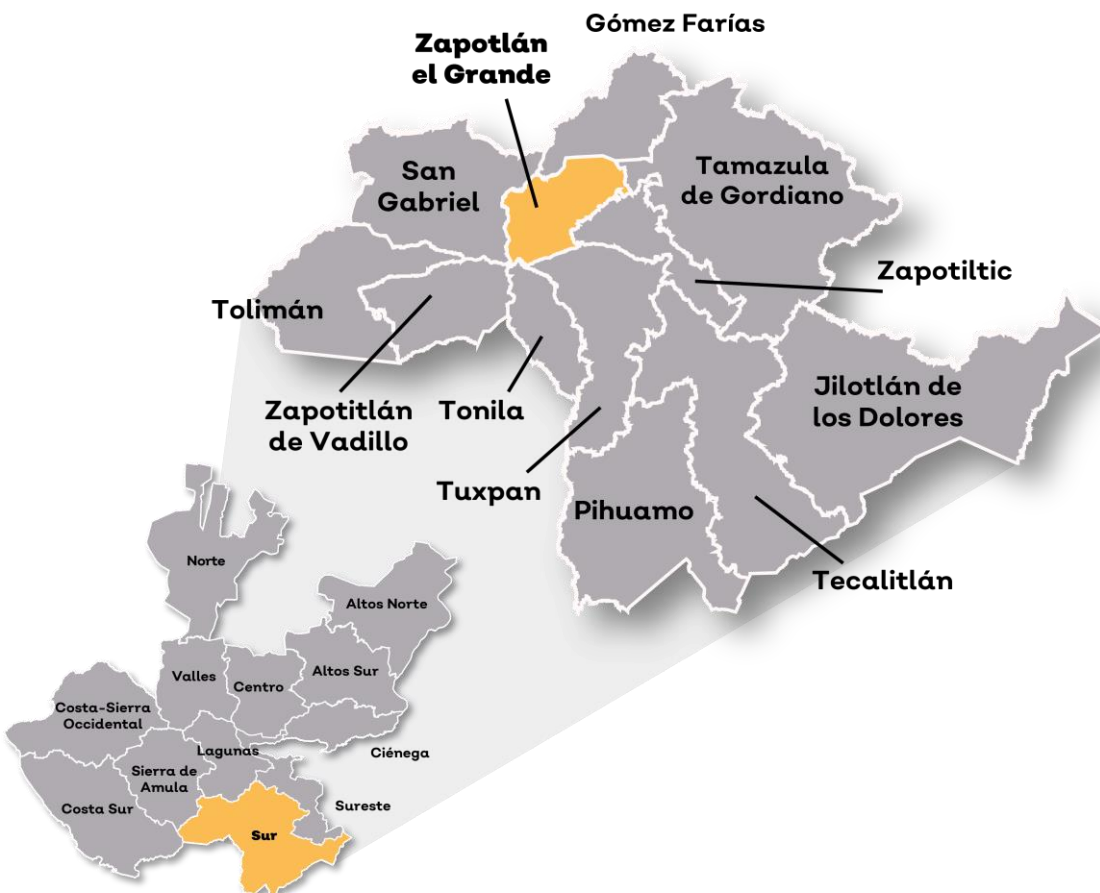 Gómez Farías
Zapotlán
el Grande
San
Gabriel
Tamazula
de Gordiano
Zapotiltic
Tolimán
Jilotlán de
los Dolores
Zapotitlán
de Vadillo
Tonila
Tuxpan
Pihuamo
Tecalitlán
Norte
Altos Norte
Valles
Centro
Altos Sur
Costa-Sierra
Occidental
Lagunas
Ciénega
Sierra de
Amula
Costa Sur
Sureste
Sur